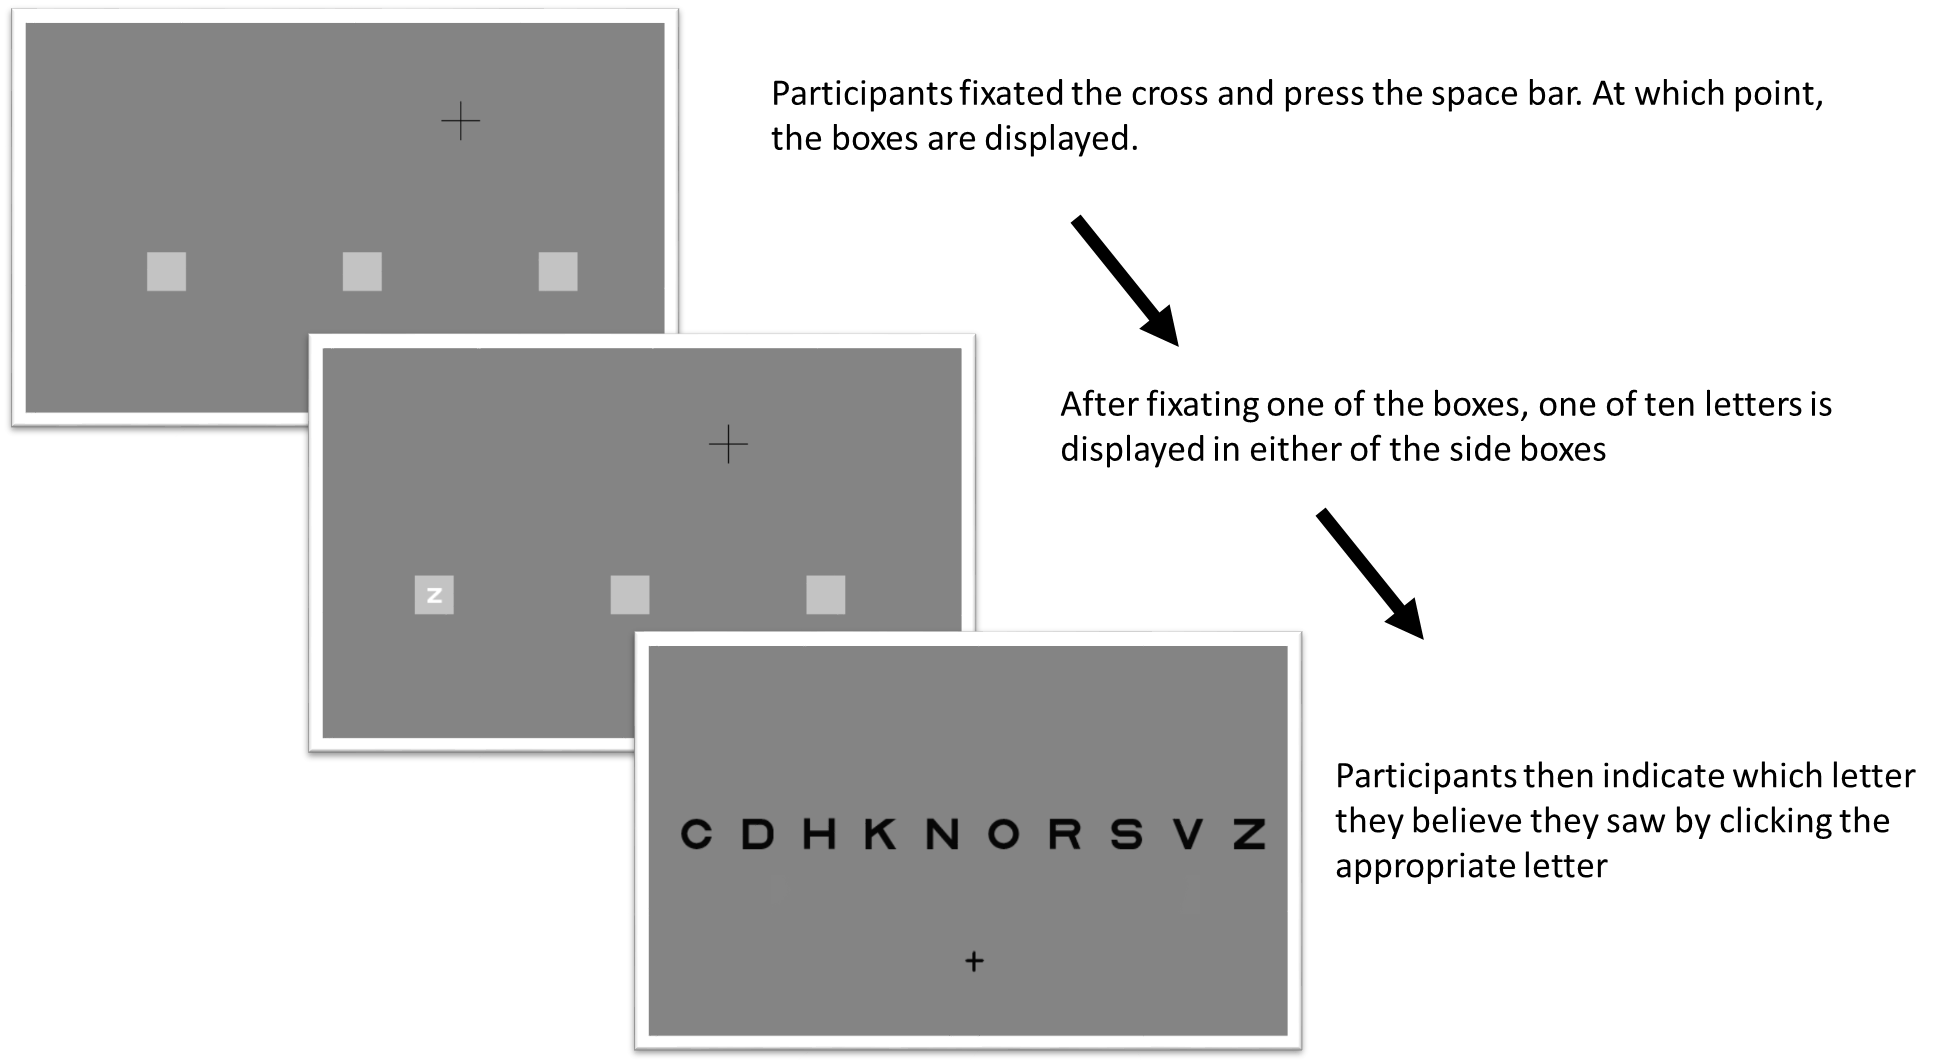 Participants fixated the cross and press the space bar. At which point,
the boxes are displayed.
After fixating one of the boxes, one of ten letters is
displayed in either of the side boxes
Z
C D H K N O R S V Z
Participants then indicate which letter
they believe they saw by clicking the
appropriate letter